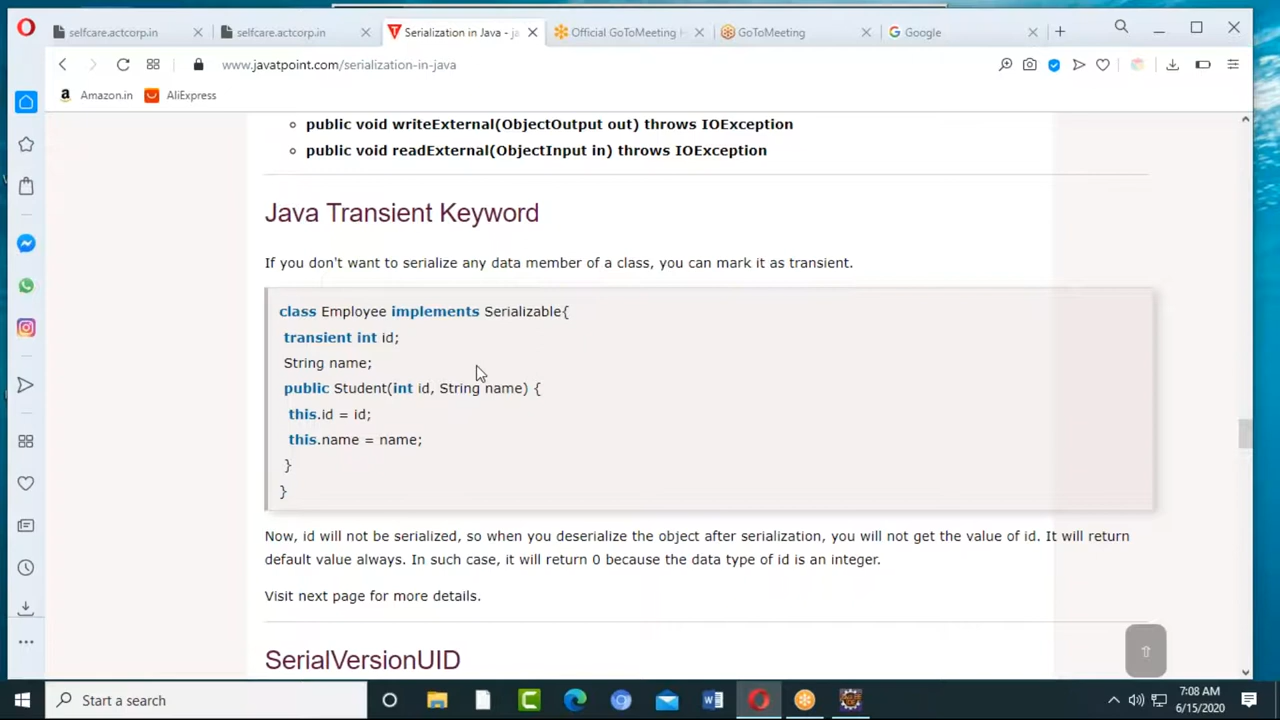 selfcare.actcorp.in
selfcare.actcorp.in
Serialization in Java - ja
Official GoToMeeting H
GoToMeeting
Google
www.javatpoint.com/serialization-in-java
Amazon.in
AliExpress
public void writeExternal(ObjectOutput out) throws IOException
public void readExternal(ObjectInput in) throws IOException
Java Transient Keyword
If you don't want to serialize any data member of a class, you can mark it as transient.
class Employee implements Serializable{
transient int id;
String name;
public Student(int id, String name) {
this.id = id;
this.name = name;
}
}
Now, id will not be serialized, so when you deserialize the object after serialization, you will not get the value of id. It will return
default value always. In such case, it will return 0 because the data type of id is an integer.
Visit next page for more details.
SerialVersionUID
Start a search
7:08 AM
6/15/2020